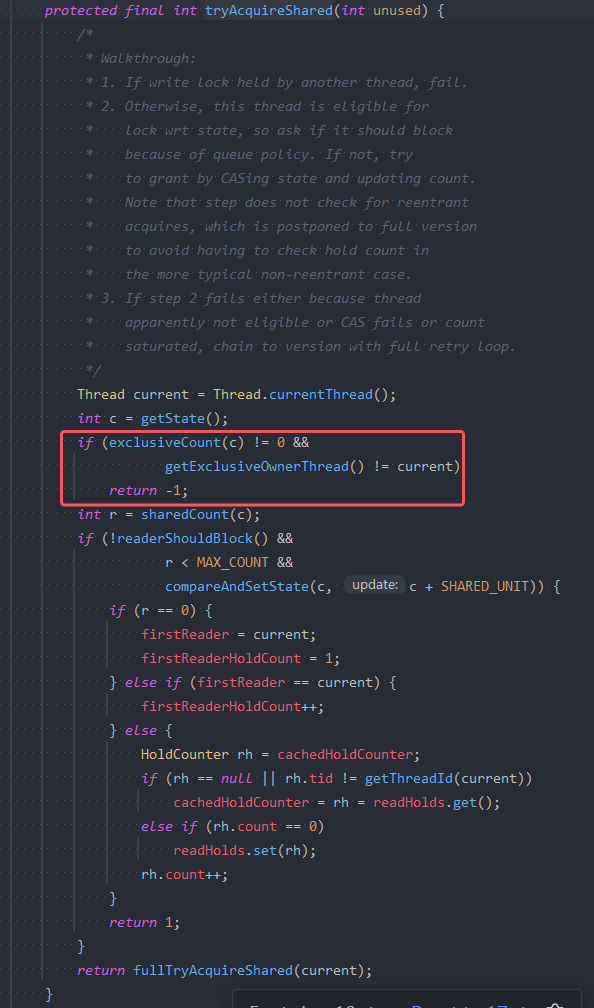 protected final int tryAcquireShared(int unused) {
/*
* Walkthrough:
* 1. If write lock held by another thread, fail.
* 2. Otherwise, this thread is eligible for
*    lock wrt state, so ask if it should block
*    because of queue policy. If not, try
*    to grant by CASing state and updating count.
*    Note that step does not check for reentrant
*    acquires, which is postponed to full version
*    to avoid having to check hold count in
*    the more typical non-reentrant case.
* 3. If step 2 fails either because thread
*    apparently not eligible or CAS fails or count
*    saturated, chain to version with full retry loop.
*/
Thread current = Thread.currentThread();
int c = getState();
if (exclusiveCount(c) != 0 &&
getExclusiveOwnerThread() != current)
return -1;
int r = sharedCount(c);
if (!readerShouldBlock() &&
r < MAX_COUNT &&
compareAndSetState(c, update: c + SHARED_UNIT)) {
if (r == 0) {
firstReader = current;
firstReaderHoldCount = 1;
} else if (firstReader == current) {
firstReaderHoldCount++;
} else {
HoldCounter rh = cachedHoldCounter;
if (rh == null || rh.tid != getThreadId(current))
cachedHoldCounter = rh = readHolds.get();
else if (rh.count == 0)
readHolds.set(rh);
rh.count++;
}
return 1;
}
return fullTryAcquireShared(current);
}